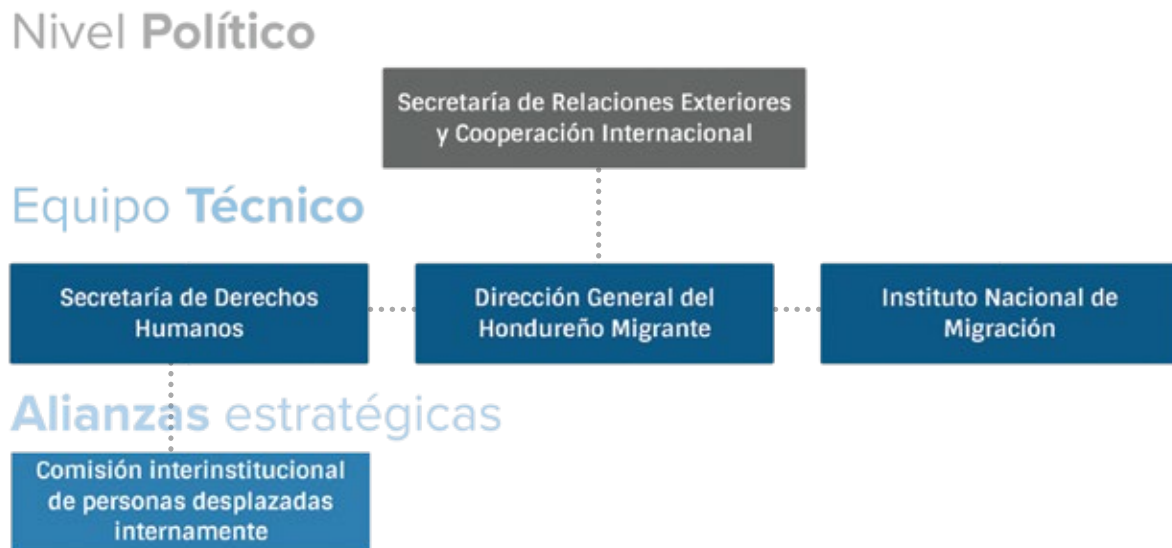 Nivel Político
Secretaría de Relaciones Exteriores
y Cooperación Internacional
Equipo Técnico
Secretaría de Derechos
Humanos
Dirección General del
Hondureño Migrante
Instituto Nacional de
Migración
Alianzas estratégicas
Comisión interinstitucional
de personas desplazadas
internamente